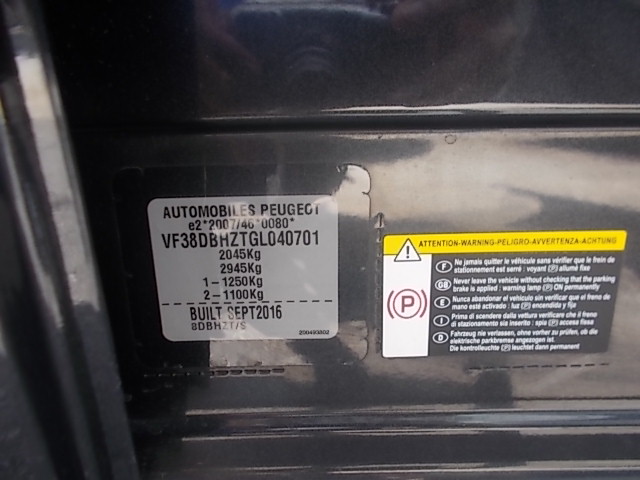 AUTOMOBILES PEUGEOT
e2*2007/46*0080*
VF38DBHZTGL040701
2045Kg
2945Kg
1-1250Kg
2-1100Kg
BUILT SEPT2016
8DBHZT/S
ATTENTION-WARNING-PELIGRO-AVVERTENZA-ACHTUNG
F Ne jamais quitter le véhicule sans vérifier que le frein de
stationnement est serré : voyant (P) allumé fixe
GB Never leave the vehicle without checking that the parking
brake is applied : warning lamp (P) ON permanently
E Nunca abandonar el vehículo sin verificar que el freno de
mano esté activado : luz (P) encendida y fija
I Prima di scendere dalla vettura verificare che il freno
di stazionamento sia inserito : spia (P) accesa fissa
D Fahrzeug nie verlassen, ohne vorher zu prüfen, ob die
elektrische parkbremse angezogen ist.
Die kontrolleuchte (P) leuchtet dann permanent
(P)